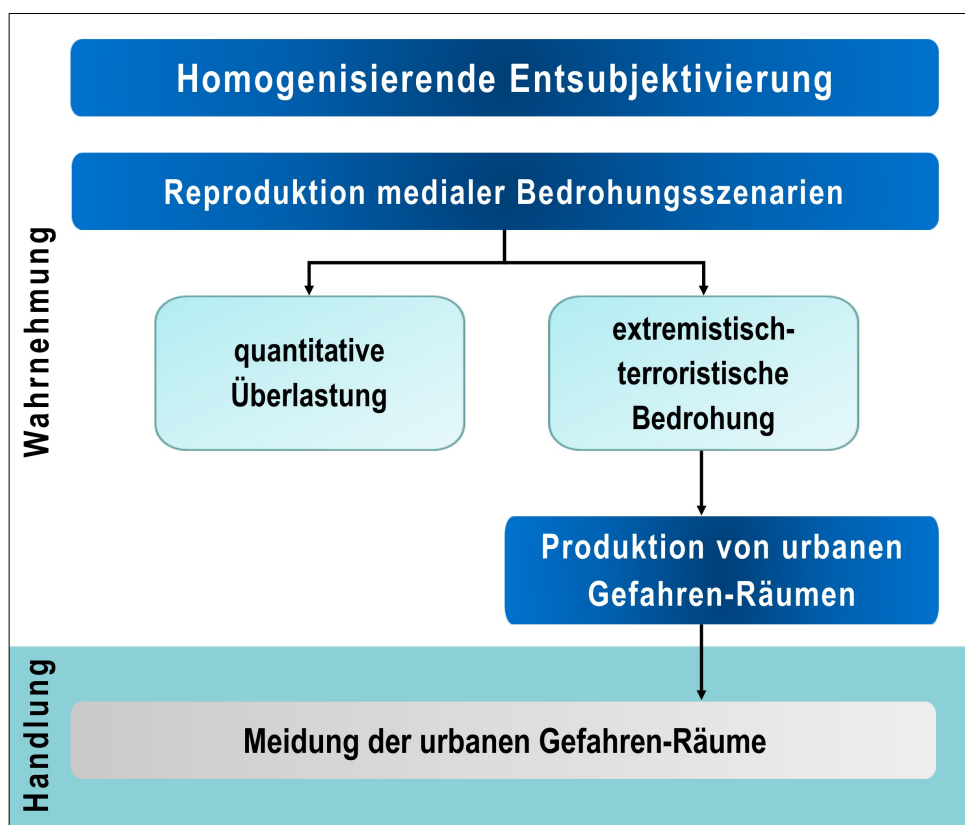 Homogenisierende Entsubjektivierung
Reproduktion medialer Bedrohungsszenarien
Wahrnehmung
quantitative
Überlastung
extremistisch-
terroristische
Bedrohung
Produktion von urbanen
Gefahren-Räumen
Handlung
Meidung der urbanen Gefahren-Räume